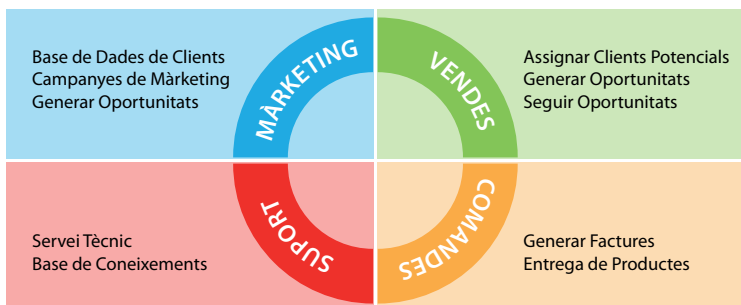 Base de Dades de Clients
Campanyes de Màrketing
Generar Oportunitats
MÀRKETING
VENDES
Assignar Clients Potencials
Generar Oportunitats
Seguir Oportunitats
Servei Tècnic
Base de Coneixements
SUPORT
COMANDES
Generar Factures
Entrega de Productes